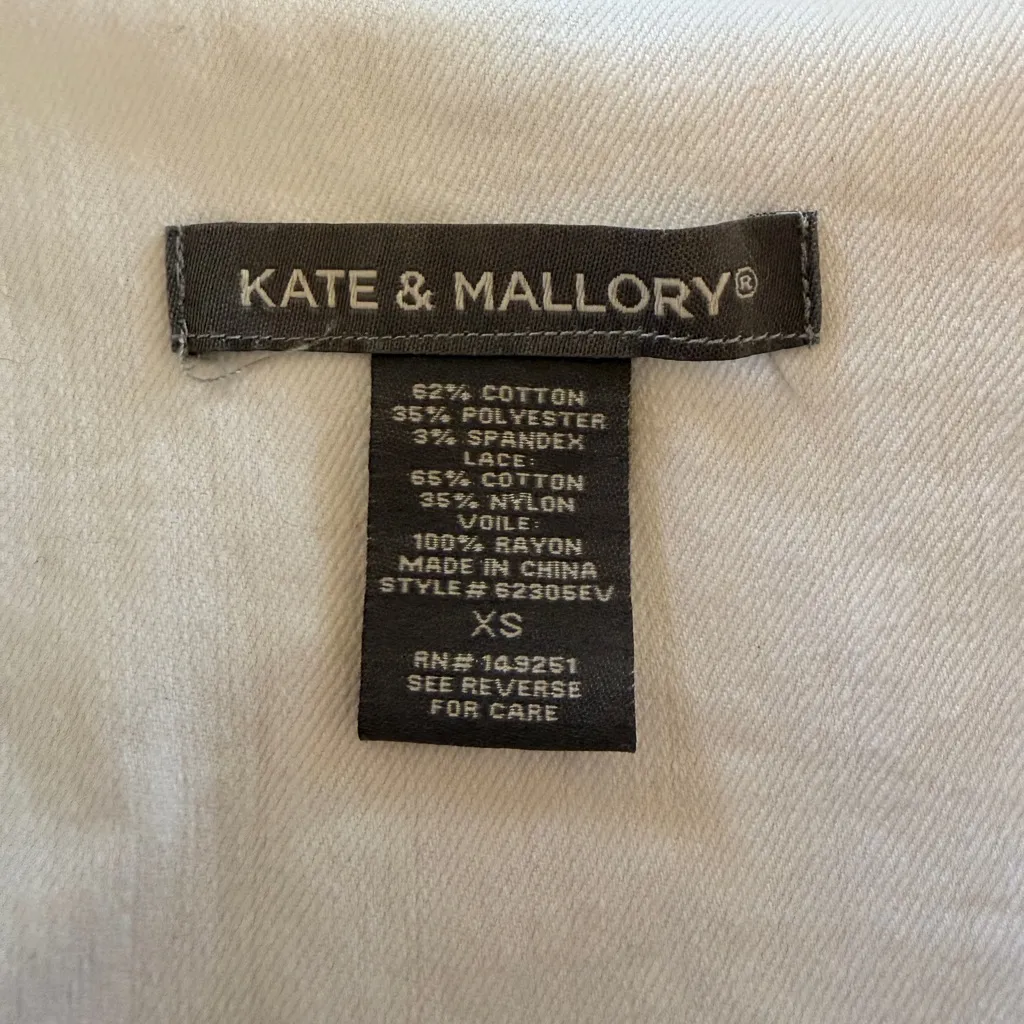 KATE & MALLORY®
62% COTTON
35% POLYESTER
3% SPANDEX
LACE:
65% COTTON
35% NYLON
VOILE:
100% RAYON
MADE IN CHINA
STYLE# 62305EV
XS
RN# 149251
SEE REVERSE
FOR CARE